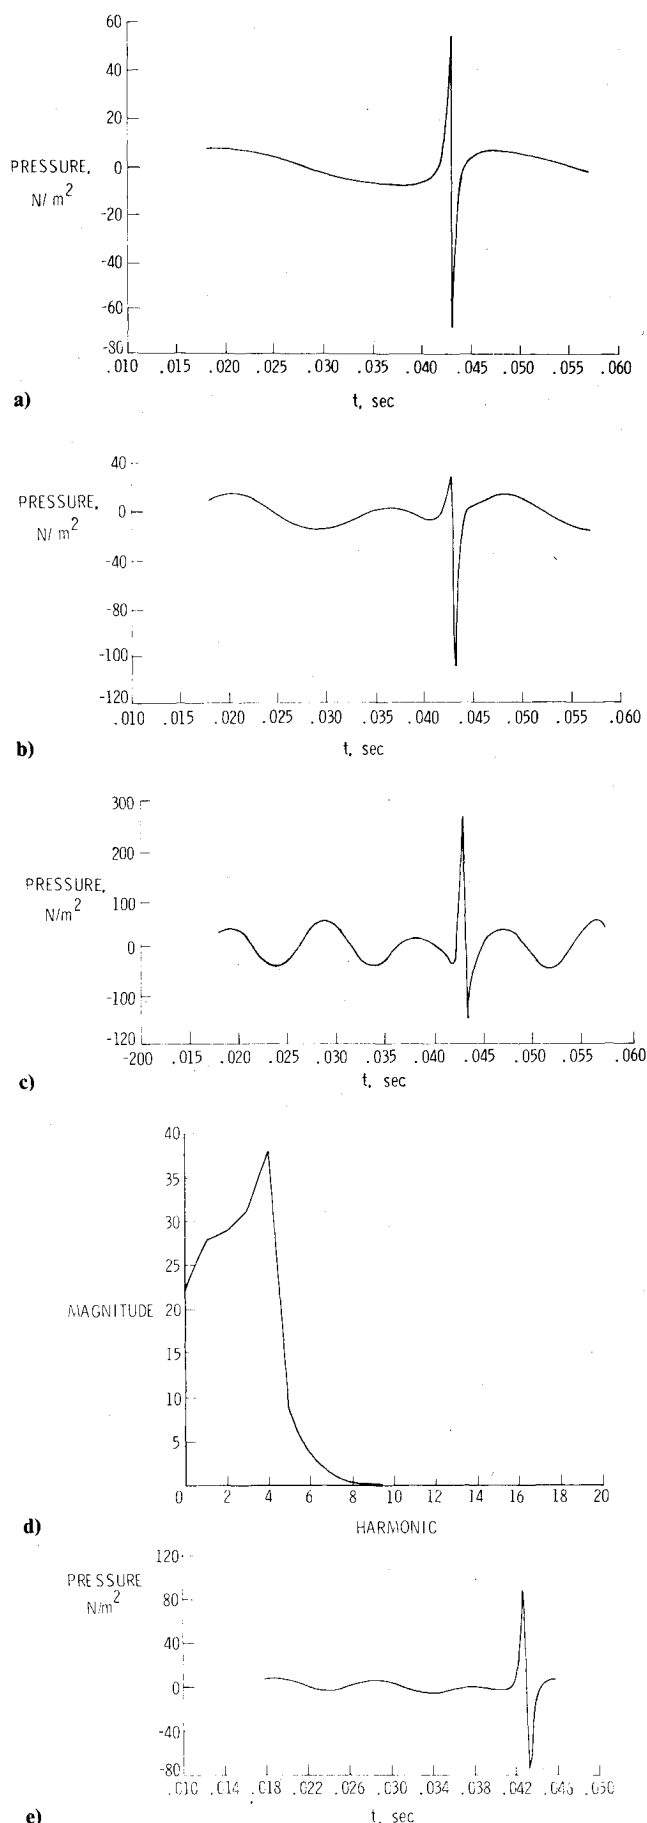 60
40
20
PRESSURE, 0
N/m²
-20
-40
-60
-80
.010 .015 .020 .025 .030 .035 .040 .045 .050 .055 .060
a) t, sec
40
PRESSURE, 0
N/m²
-40
-80
-100
-120
.010 .015 .020 .025 .030 .035 .040 .045 .050 .055 .060
b) t, sec
300
200
PRESSURE,
N/m² 100
0
-100
-120
-200 .015 .020 .025 .030 .035 .040 .045 .050 .055 .060
c) t, sec
40
35
30
25
MAGNITUDE 20
15
10
5
0 2 4 6 8 10 12 14 16 18 20
d) HARMONIC
120
PRESSURE
N/m² 80
40
0
-40
-80
.010 .014 .018 .022 .026 .030 .034 .038 .042 .046 .050
e) t, sec